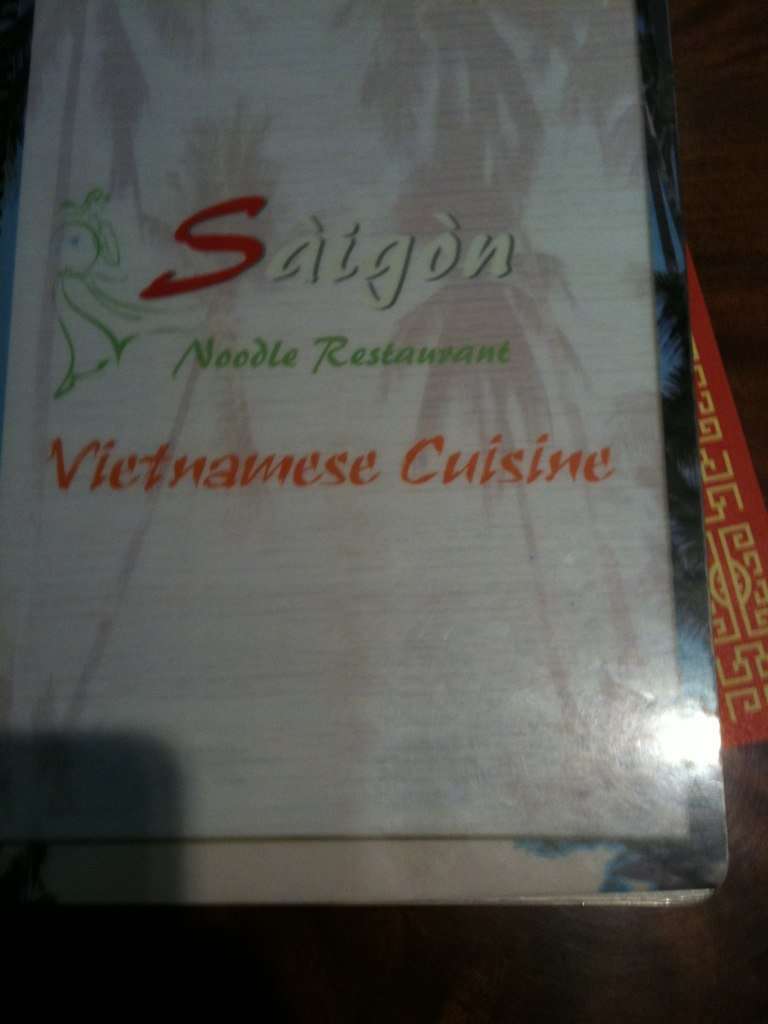 Sàigòn
Noodle Restaurant
Vietnamese Cuisine